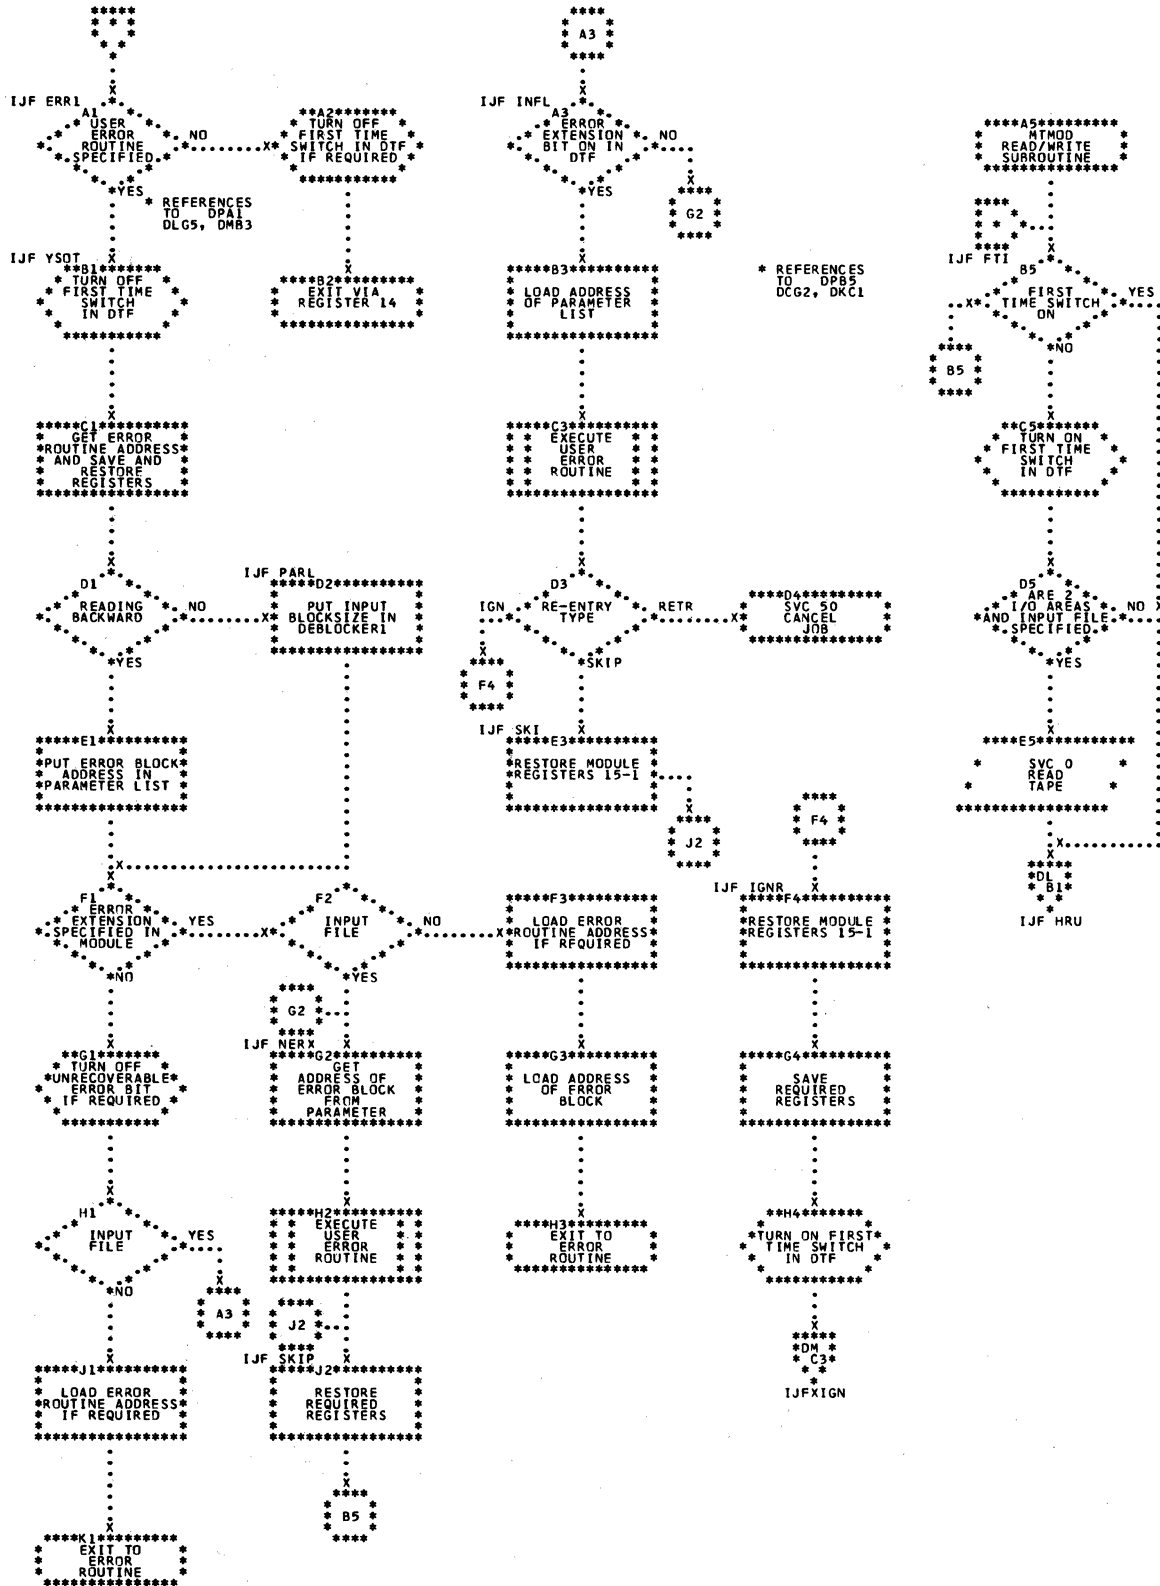 IJF ERR1
A1
USER
ERROR
ROUTINE
SPECIFIED
NO
YES
* REFERENCES
TO DPA1
DLG5, DMB3
IJF YSOT
B1
TURN OFF
FIRST TIME
SWITCH
IN DTF
C1
GET ERROR
ROUTINE ADDRESS
AND SAVE AND
RESTORE
REGISTERS
D1
READING
BACKWARD
NO
YES
E1
PUT ERROR BLOCK
ADDRESS IN
PARAMETER LIST
F1
ERROR
EXTENSION
SPECIFIED IN
MODULE
YES
NO
G1
TURN OFF
UNRECOVERABLE
ERROR BIT
IF REQUIRED
H1
INPUT
FILE
YES
NO
A3
J1
LOAD ERROR
ROUTINE ADDRESS
IF REQUIRED
K1
EXIT TO
ERROR
ROUTINE
A2
TURN OFF
FIRST TIME
SWITCH IN DTF
IF REQUIRED
B2
EXIT VIA
REGISTER 14
IJF PARL
D2
PUT INPUT
BLOCKSIZE IN
DEBLOCKER1
F2
INPUT
FILE
NO
YES
G2
IJF NERX
G2
GET
ADDRESS OF
ERROR BLOCK
FROM
PARAMETER
H2
EXECUTE
USER
ERROR
ROUTINE
J2
IJF SKIP
J2
RESTORE
REQUIRED
REGISTERS
B5
A3
IJF INFL
A3
ERROR
EXTENSION
BIT ON IN
DTF
NO
YES
G2
B3
LOAD ADDRESS
OF PARAMETER
LIST
* REFERENCES
TO DPB5
DCG2, DKC1
C3
EXECUTE
USER
ERROR
ROUTINE
D3
RE-ENTRY
TYPE
IGN
RETR
SKIP
F4
IJF SKI
E3
RESTORE MODULE
REGISTERS 15-1
J2
F3
LOAD ERROR
ROUTINE ADDRESS
IF REQUIRED
G3
LOAD ADDRESS
OF ERROR
BLOCK
H3
EXIT TO
ERROR
ROUTINE
D4
SVC 50
CANCEL
JOB
F4
IJF IGNR
F4
RESTORE MODULE
REGISTERS 15-1
G4
SAVE
REQUIRED
REGISTERS
H4
TURN ON FIRST
TIME SWITCH
IN DTF
DM
C3
IJFXIGN
A5
MTMOD
READ/WRITE
SUBROUTINE
IJF FTI
B5
FIRST
TIME SWITCH
ON
YES
NO
B5
C5
TURN ON
FIRST TIME
SWITCH
IN DTF
D5
ARE 2
I/O AREAS
AND INPUT FILE
SPECIFIED
NO
YES
E5
SVC 0
READ
TAPE
DL
B1
IJF HRU